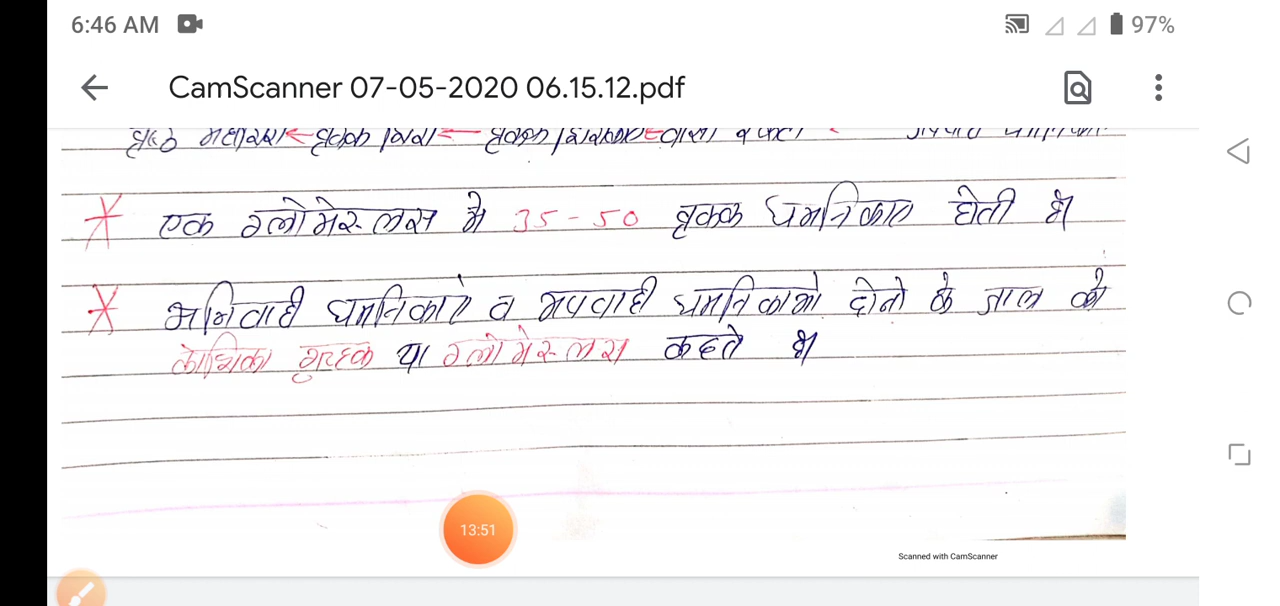 6:46 AM 97%
CamScanner 07-05-2020 06.15.12.pdf
एक ग्लोमेरुलस में 35-50 वृक्क धमनिकाए होती है
अभिवाही धमनिकाऐ व अपवाही धमनिकाओ दोनो के जाल को
केशिका गुच्छक या ग्लोमेरुलस कहते है
13:51
Scanned with CamScanner